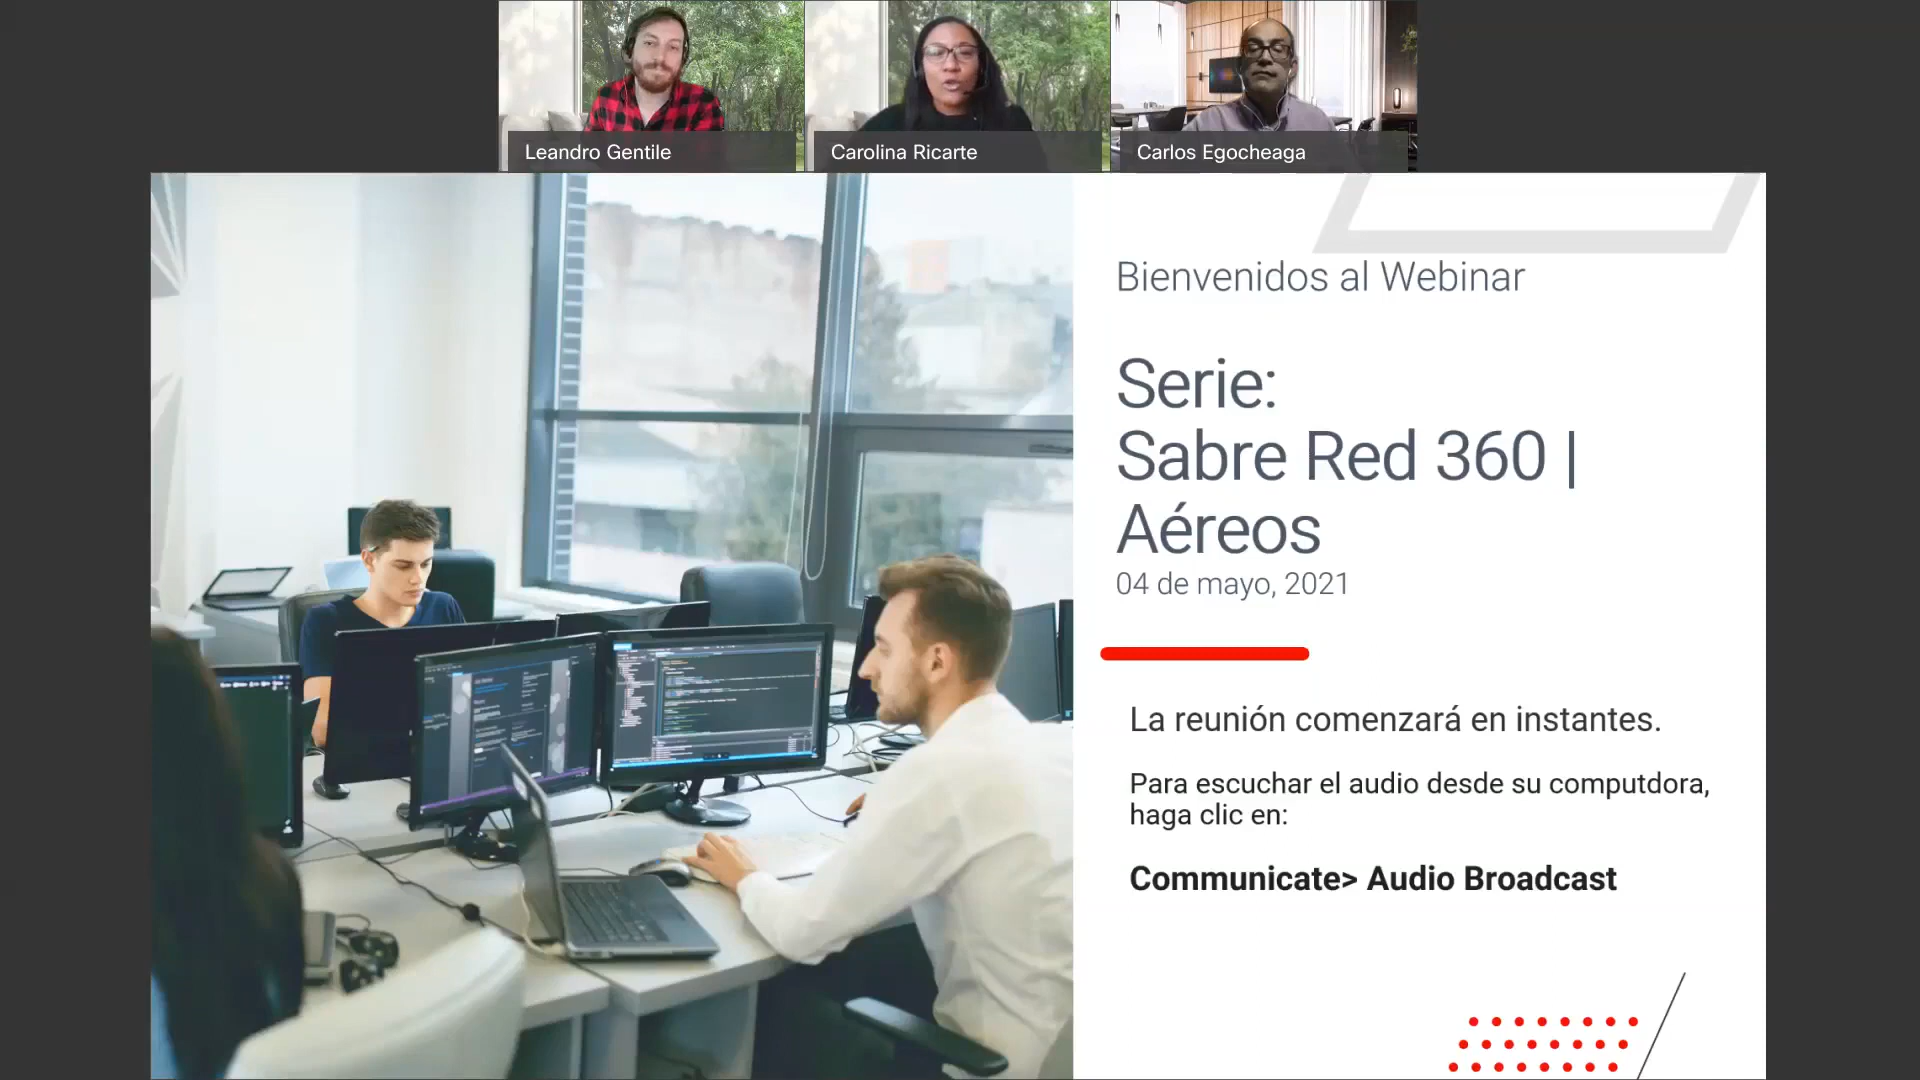 Leandro Gentile
Carolina Ricarte
Carlos Egocheaga
Bienvenidos al Webinar
Serie:
Sabre Red 360 |
Aéreos
04 de mayo, 2021
La reunión comenzará en instantes.
Para escuchar el audio desde su computdora,
haga clic en:
Communicate> Audio Broadcast